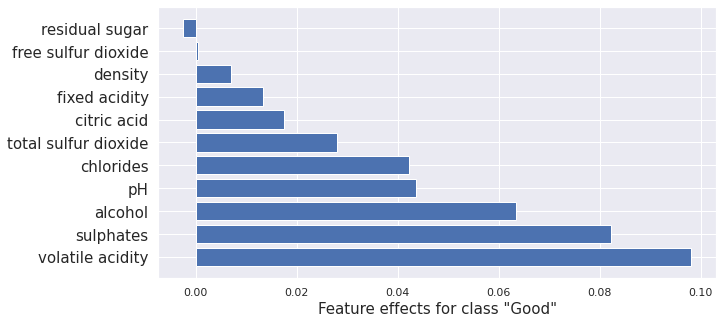 residual sugar
free sulfur dioxide
density
fixed acidity
citric acid
total sulfur dioxide
chlorides
pH
alcohol
sulphates
volatile acidity
0.00 0.02 0.04 0.06 0.08 0.10
Feature effects for class "Good"